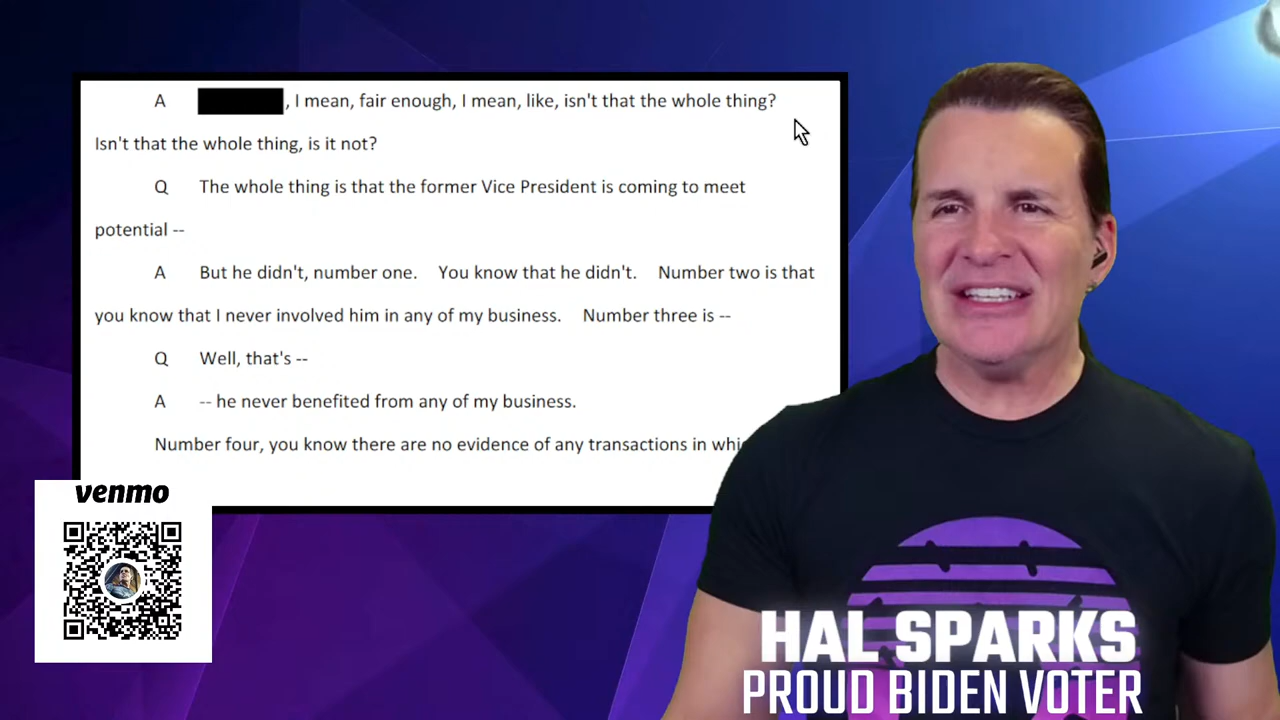 A , I mean, fair enough, I mean, like, isn't that the whole thing?
Isn't that the whole thing, is it not?
Q The whole thing is that the former Vice President is coming to meet
potential --
A But he didn't, number one. You know that he didn't. Number two is that
you know that I never involved him in any of my business. Number three is --
Q Well, that's --
A -- he never benefited from any of my business.
Number four, you know there are no evidence of any transactions in
venmo
HAL SPARKS
PROUD BIDEN VOTER